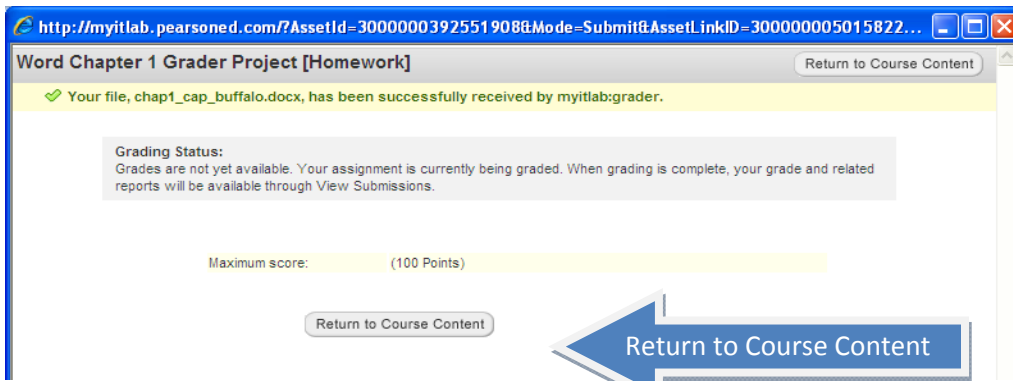 http://myitlab.pearsoned.com/?AssetId=3000000392551908&Mode=Submit&AssetLinkID=300000005015822...
Word Chapter 1 Grader Project [Homework]
Return to Course Content
Your file, chap1_cap_buffalo.docx, has been successfully received by myitlab:grader.
Grading Status:
Grades are not yet available. Your assignment is currently being graded. When grading is complete, your grade and related
reports will be available through View Submissions.
Maximum score: (100 Points)
Return to Course Content
Return to Course Content